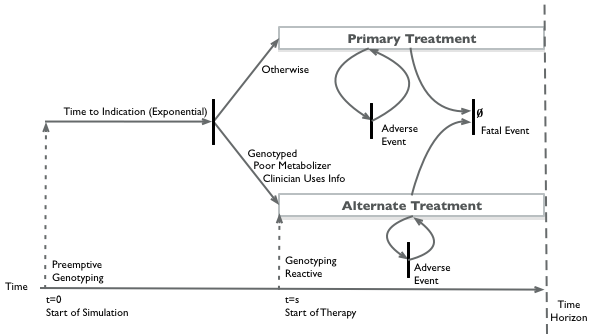 Primary Treatment
Otherwise
Time to Indication (Exponential)
Ø
Adverse
Event
Fatal Event
Genotyped
Poor Metabolizer
Clinician Uses Info
Alternate Treatment
Preemptive
Genotyping
Genotyping
Reactive
Adverse
Event
Time
t=0
Start of Simulation
t=s
Start of Therapy
Time
Horizon